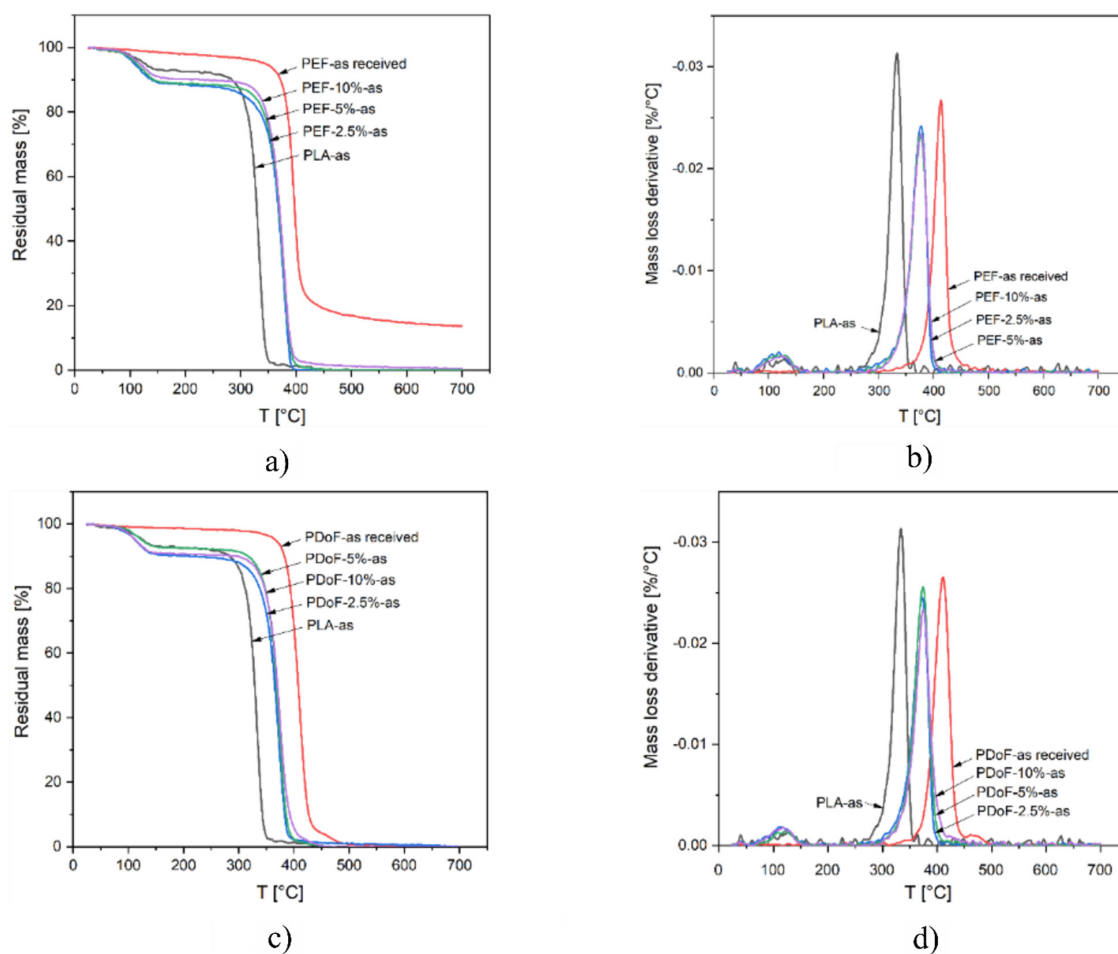 100
80
60
40
20
0
Residual mass [%]
PEF-as received
PEF-10%-as
PEF-5%-as
PEF-2.5%-as
PLA-as
0 100 200 300 400 500 600 700
T [°C]
a)
-0.03
-0.02
-0.01
0.00
Mass loss derivative [%/°C]
PEF-as received
PEF-10%-as
PLA-as
PEF-2.5%-as
PEF-5%-as
0 100 200 300 400 500 600 700
T [°C]
b)
100
80
60
40
20
0
Residual mass [%]
PDoF-as received
PDoF-5%-as
PDoF-10%-as
PDoF-2.5%-as
PLA-as
0 100 200 300 400 500 600 700
T [°C]
c)
-0.03
-0.02
-0.01
0.00
Mass loss derivative [%/°C]
PDoF-as received
PDoF-10%-as
PLA-as
PDoF-5%-as
PDoF-2.5%-as
0 100 200 300 400 500 600 700
T [°C]
d)